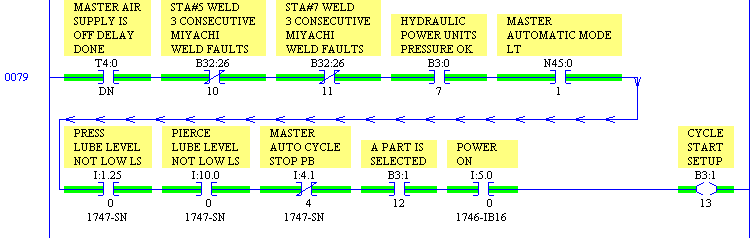 MASTER AIR
SUPPLY IS
OFF DELAY
DONE
T4:0
DN
STA#5 WELD
3 CONSECUTIVE
MIYACHI
WELD FAULTS
B32:26
10
STA#7 WELD
3 CONSECUTIVE
MIYACHI
WELD FAULTS
B32:26
11
HYDRAULIC
POWER UNITS
PRESSURE OK
B3:0
7
MASTER
AUTOMATIC MODE
LT
N45:0
1
0079
PRESS
LUBE LEVEL
NOT LOW LS
I:1.25
0
1747-SN
PIERCE
LUBE LEVEL
NOT LOW LS
I:10.0
0
1747-SN
MASTER
AUTO CYCLE
STOP PB
I:4.1
4
1747-SN
A PART IS
SELECTED
B3:1
12
POWER
ON
I:5.0
0
1746-IB16
CYCLE
START
SETUP
B3:1
13